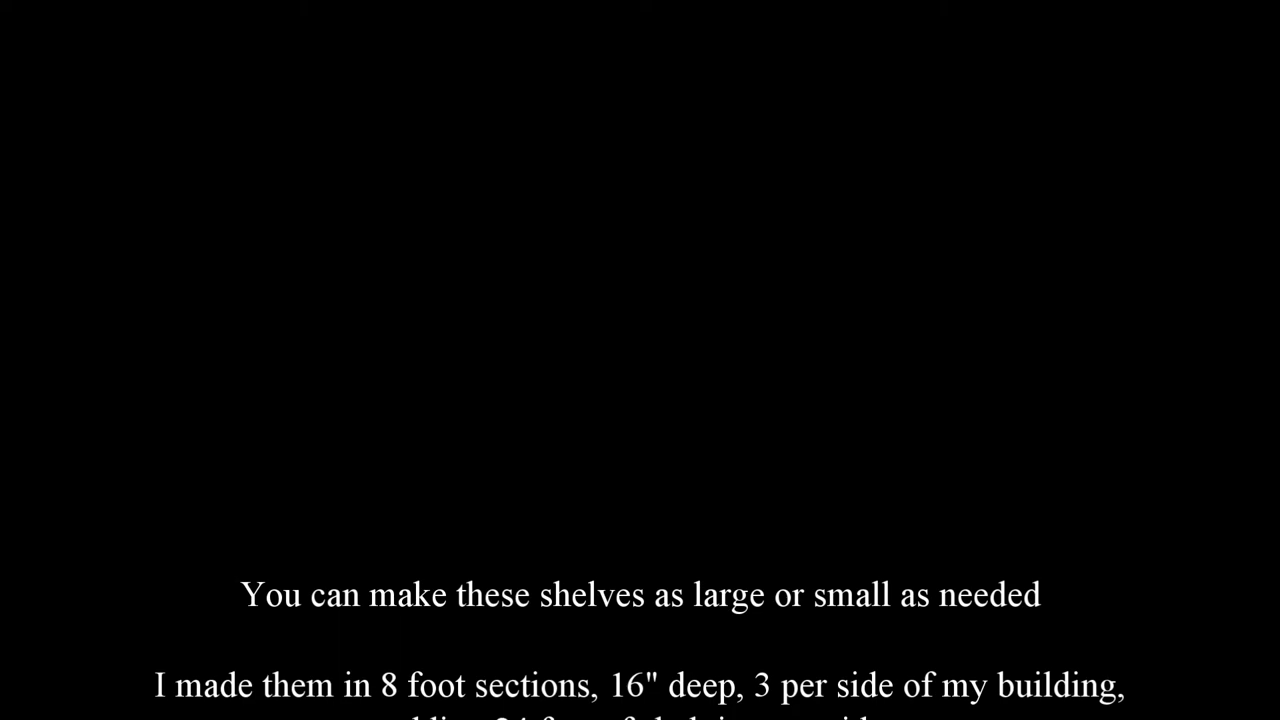 You can make these shelves as large or small as needed
I made them in 8 foot sections, 16" deep, 3 per side of my building,